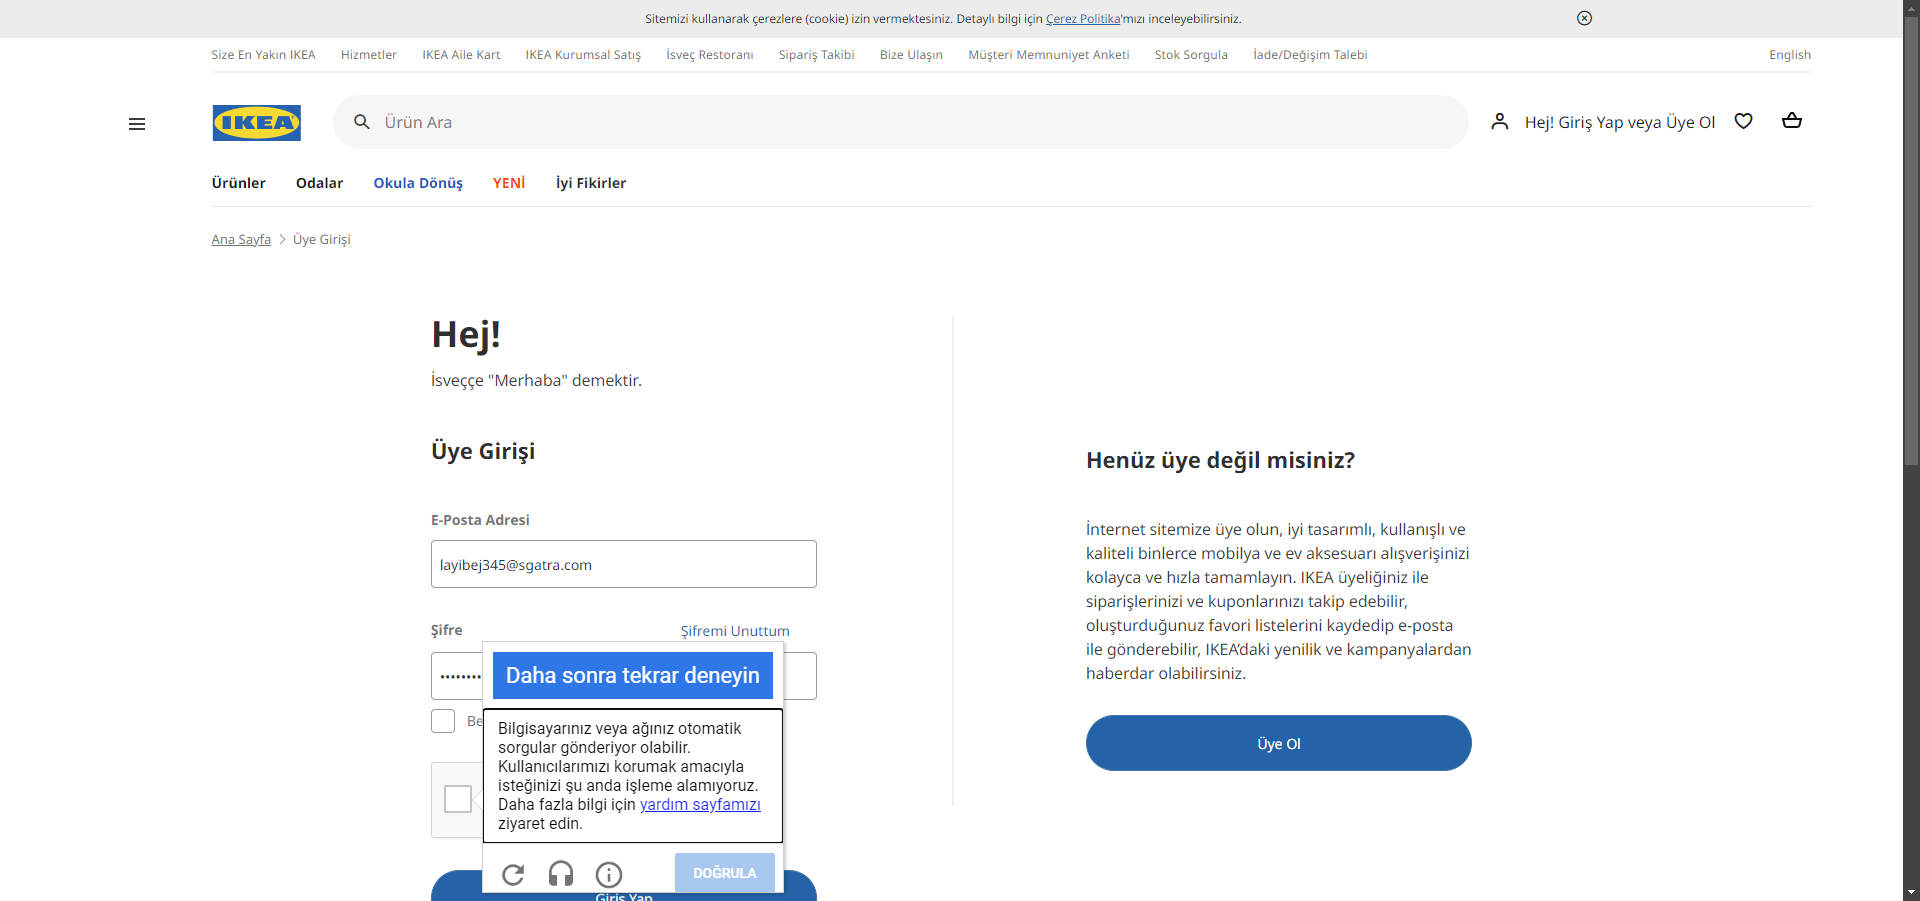 Sitemizi kullanarak çerezlere (cookie) izin vermektesiniz. Detaylı bilgi için Çerez Politika'mızı inceleyebilirsiniz.
Size En Yakın IKEA Hizmetler IKEA Aile Kart IKEA Kurumsal Satış İsveç Restoranı Sipariş Takibi Bize Ulaşın Müşteri Memnuniyet Anketi Stok Sorgula İade/Değişim Talebi English
IKEA Ürün Ara Hej! Giriş Yap veya Üye Ol
Ürünler Odalar Okula Dönüş YENİ İyi Fikirler
Ana Sayfa > Üye Girişi
Hej!
İsveççe "Merhaba" demektir.
Üye Girişi
E-Posta Adresi
layibej345@sgatra.com
Şifre Şifremi Unuttum
••••••••
Be
Daha sonra tekrar deneyin
Bilgisayarınız veya ağınız otomatik
sorgular gönderiyor olabilir.
Kullanıcılarımızı korumak amacıyla
isteğinizi şu anda işleme alamıyoruz.
Daha fazla bilgi için yardım sayfamızı
ziyaret edin.
DOĞRULA
Giriş Yap
Henüz üye değil misiniz?
İnternet sitemize üye olun, iyi tasarımlı, kullanışlı ve
kaliteli binlerce mobilya ve ev aksesuarı alışverişinizi
kolayca ve hızla tamamlayın. IKEA üyeliğiniz ile
siparişlerinizi ve kuponlarınızı takip edebilir,
oluşturduğunuz favori listelerini kaydedip e-posta
ile gönderebilir, IKEA'daki yenilik ve kampanyalardan
haberdar olabilirsiniz.
Üye Ol